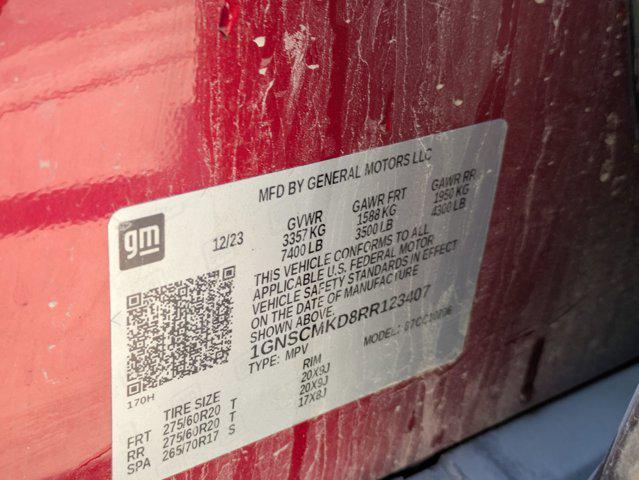 MFD BY GENERAL MOTORS LLC
gm
12/23
GVWR GAWR FRT GAWR RR
3357 KG 1588 KG 1950 KG
7400 LB 3500 LB 4300 LB
THIS VEHICLE CONFORMS TO ALL
APPLICABLE U.S. FEDERAL MOTOR
VEHICLE SAFETY STANDARDS IN EFFECT
ON THE DATE OF MANUFACTURE
SHOWN ABOVE.
1GNSCMKD8RR123407
TYPE: MPV MODEL:
170H
TIRE SIZE RIM
FRT 275/60R20 T 20X9J
RR 275/60R20 T 20X9J
SPA 265/70R17 S 17X8J